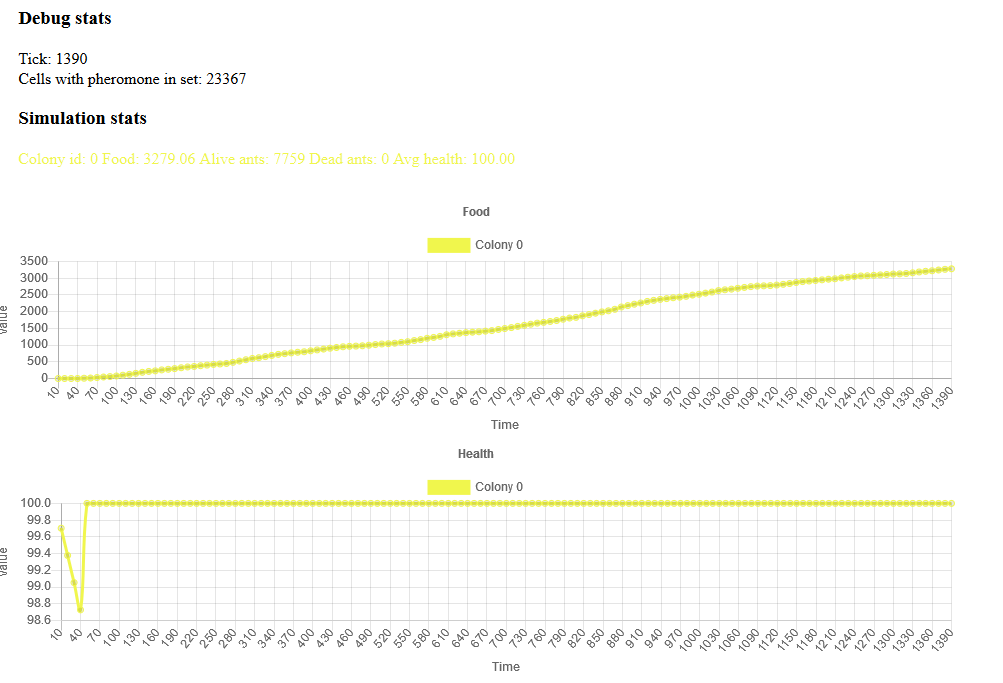 Debug stats
Tick: 1390
Cells with pheromone in set: 23367
Simulation stats
Colony id: 0 Food: 3279.06 Alive ants: 7759 Dead ants: 0 Avg health: 100.00
Food
Colony 0
3500
3000
2500
2000
1500
1000
500
0
value
10 40 70 100 130 160 190 220 250 280 310 340 370 400 430 460 490 520 550 580 610 640 670 700 730 760 790 820 850 880 910 940 970 1000 1030 1060 1090 1120 1150 1180 1210 1240 1270 1300 1330 1360 1390
Time
Health
Colony 0
100.0
99.8
99.6
99.4
99.2
99.0
98.8
98.6
value
10 40 70 100 130 160 190 220 250 280 310 340 370 400 430 460 490 520 550 580 610 640 670 700 730 760 790 820 850 880 910 940 970 1000 1030 1060 1090 1120 1150 1180 1210 1240 1270 1300 1330 1360 1390
Time